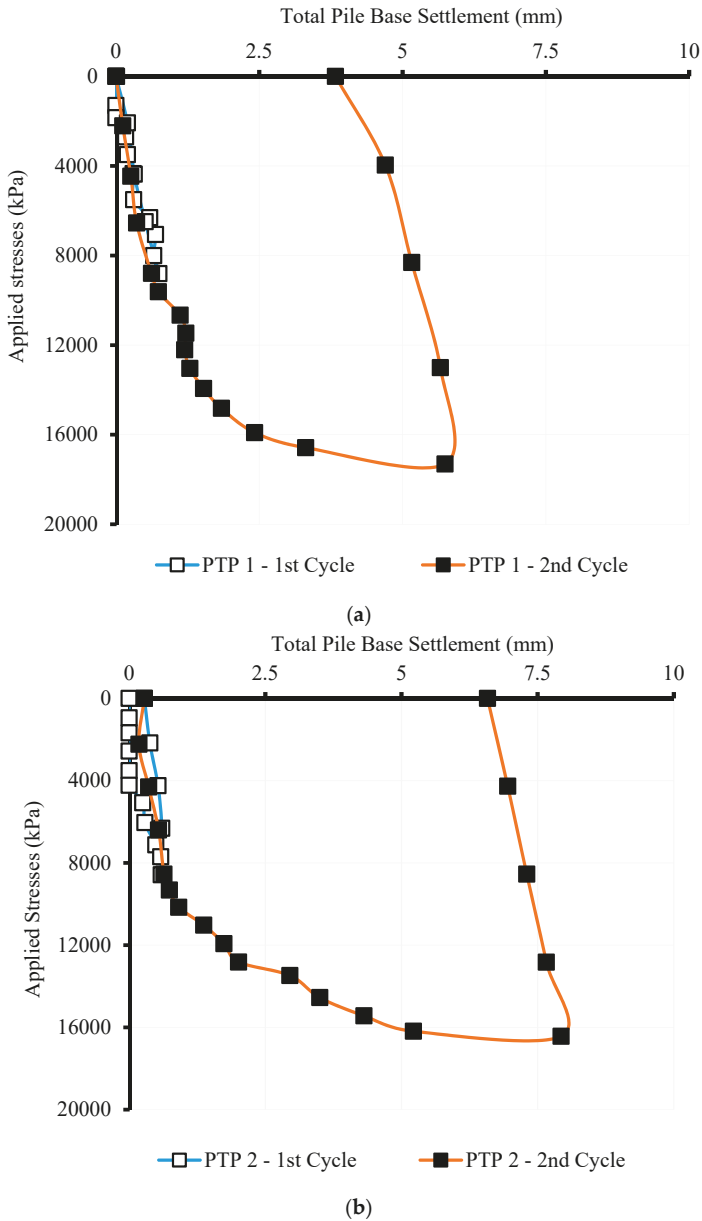 Total Pile Base Settlement (mm)
0 2.5 5 7.5 10
0
4000
8000
12000
16000
20000
Applied stresses (kPa)
PTP 1 - 1st Cycle PTP 1 - 2nd Cycle
(a)
Total Pile Base Settlement (mm)
0 2.5 5 7.5 10
0
4000
8000
12000
16000
20000
Applied Stresses (kPa)
PTP 2 - 1st Cycle PTP 2 - 2nd Cycle
(b)